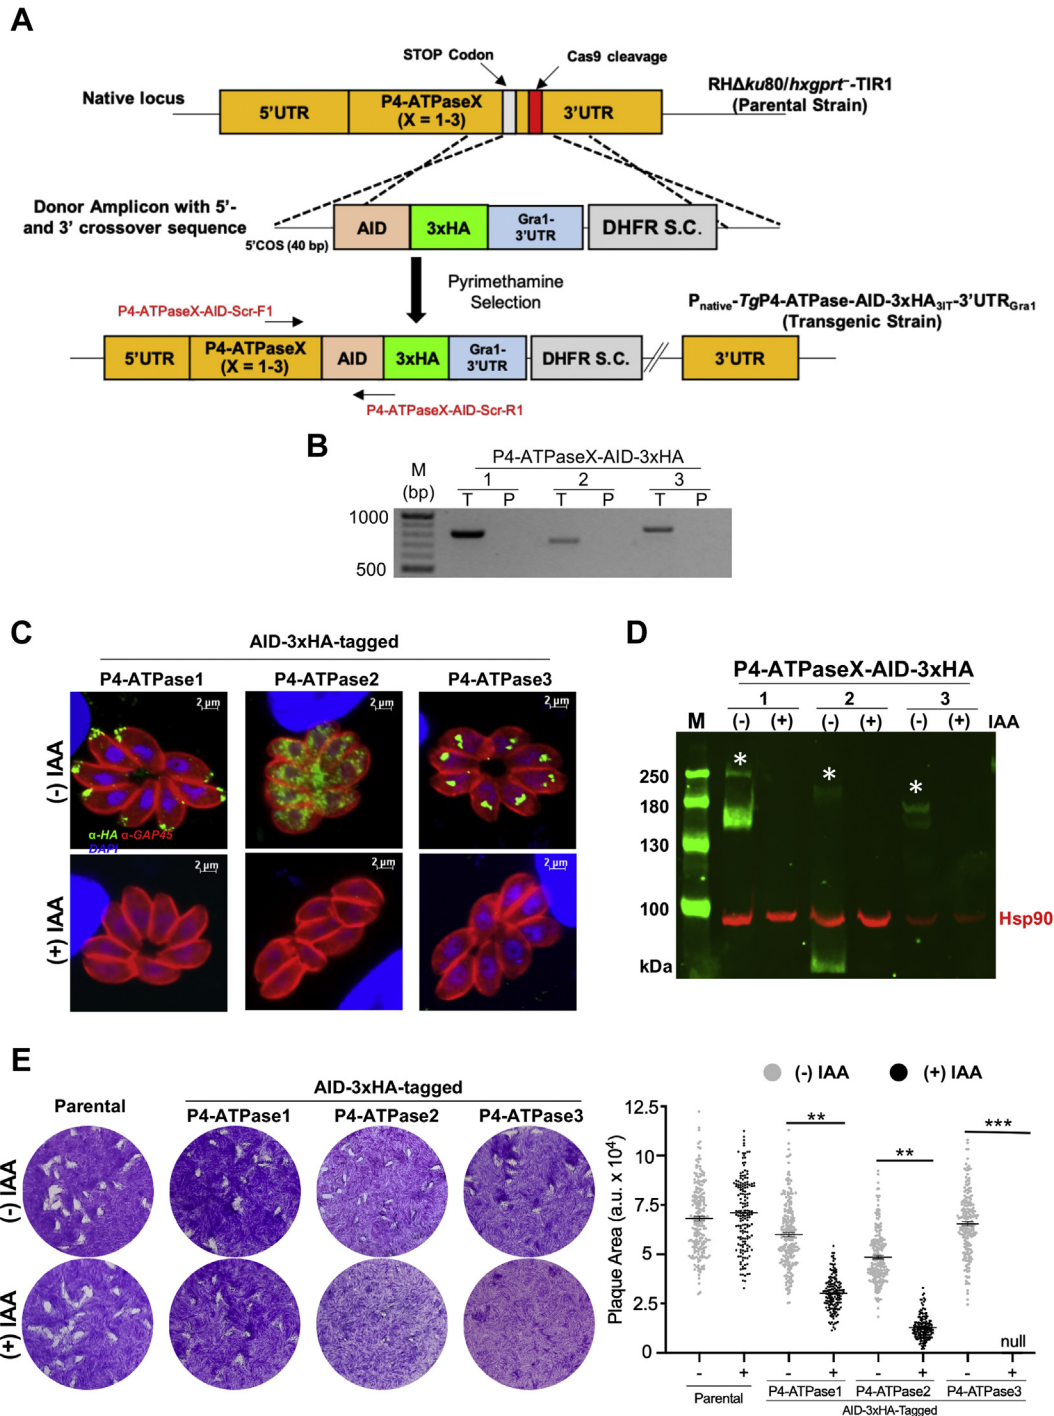 A
STOP Codon
Cas9 cleavage
Native locus
5'UTR
P4-ATPaseX
(X = 1-3)
3'UTR
RHΔku80/hxgprt⁻-TIR1
(Parental Strain)
Donor Amplicon with 5'-
and 3' crossover sequence
5'COS (40 bp)
AID
3xHA
Gra1-
3'UTR
DHFR S.C.
Pyrimethamine
Selection
P4-ATPaseX-AID-Scr-F1
Pnative-TgP4-ATPase-AID-3xHA3IT-3'UTRGra1
(Transgenic Strain)
5'UTR
P4-ATPaseX
(X = 1-3)
AID
3xHA
Gra1-
3'UTR
DHFR S.C.
3'UTR
P4-ATPaseX-AID-Scr-R1
B
P4-ATPaseX-AID-3xHA
M
(bp)
1 2 3
T P T P T P
1000
500
C
AID-3xHA-tagged
P4-ATPase1 P4-ATPase2 P4-ATPase3
(-) IAA
2 µm 2 µm 2 µm
α-HA α-GAP45
DAPI
(+) IAA
2 µm 2 µm 2 µm
D
P4-ATPaseX-AID-3xHA
1 2 3
M (-) (+) (-) (+) (-) (+) IAA
250
180
130
100
kDa
* * *
Hsp90
E
AID-3xHA-tagged
Parental P4-ATPase1 P4-ATPase2 P4-ATPase3
(-) IAA
(+) IAA
(-) IAA (+) IAA
Plaque Area (a.u. x 10⁴)
12.5
10
7.5
5
2.5
0
** ** ***
null
- + - + - + - +
Parental P4-ATPase1 P4-ATPase2 P4-ATPase3
AID-3xHA-Tagged